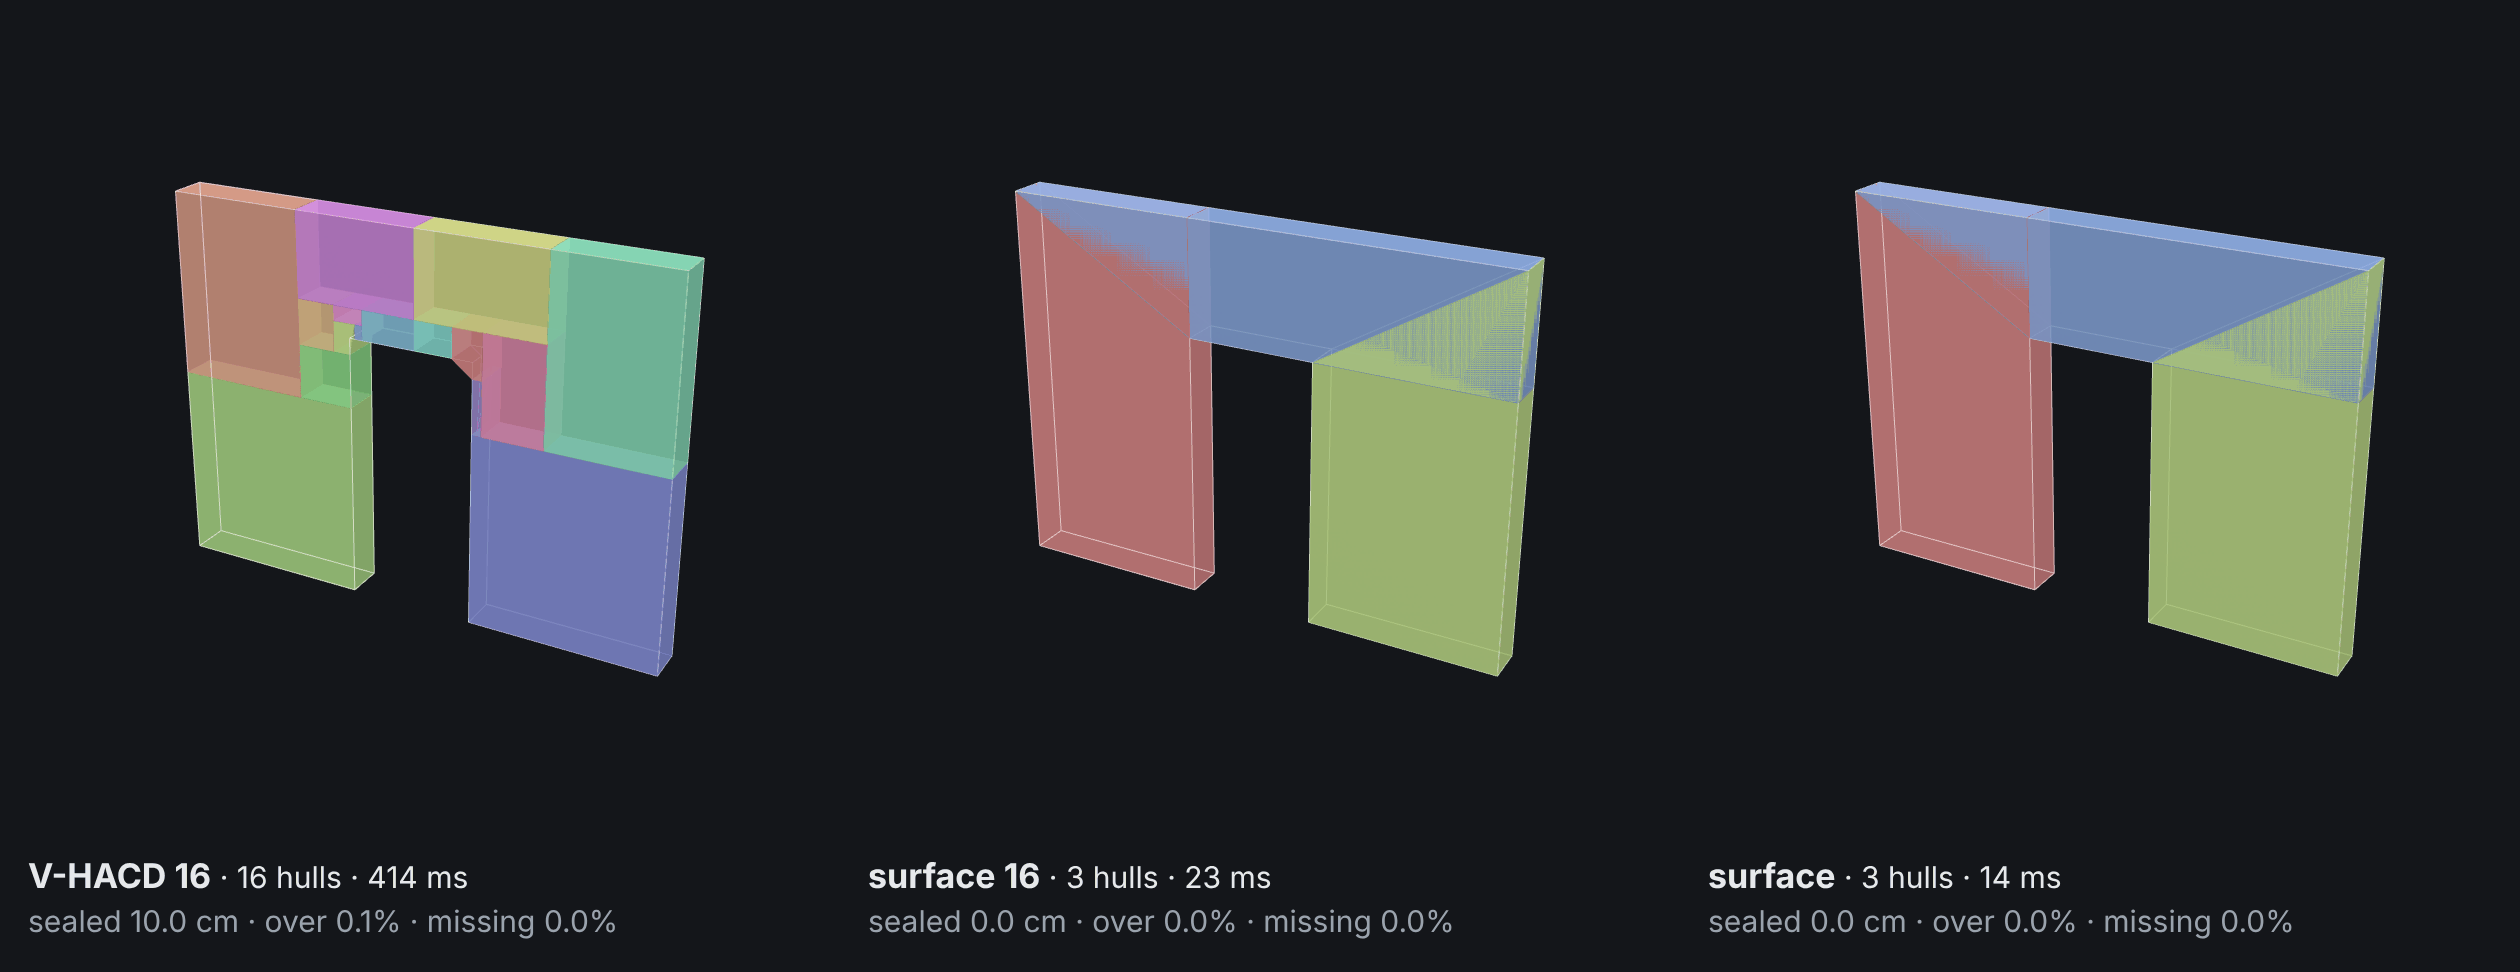 V-HACD 16 · 16 hulls · 414 ms
sealed 10.0 cm · over 0.1% · missing 0.0%
surface 16 · 3 hulls · 23 ms
sealed 0.0 cm · over 0.0% · missing 0.0%
surface · 3 hulls · 14 ms
sealed 0.0 cm · over 0.0% · missing 0.0%